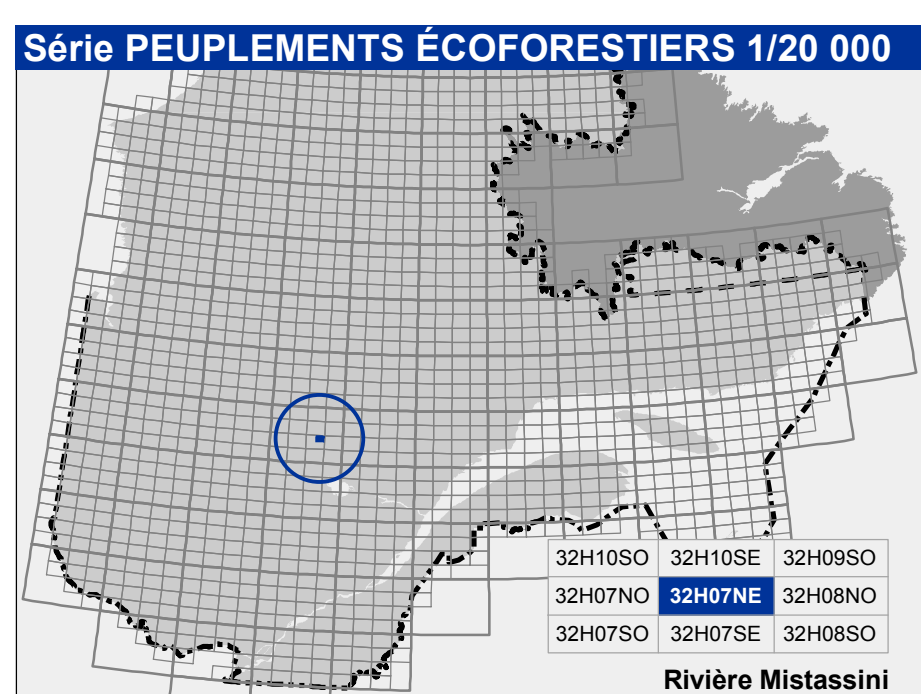 Série PEUPLEMENTS ÉCOFORESTIERS 1/20 000
32H10SO 32H10SE 32H09SO
32H07NO 32H07NE 32H08NO
32H07SO 32H07SE 32H08SO
Rivière Mistassini